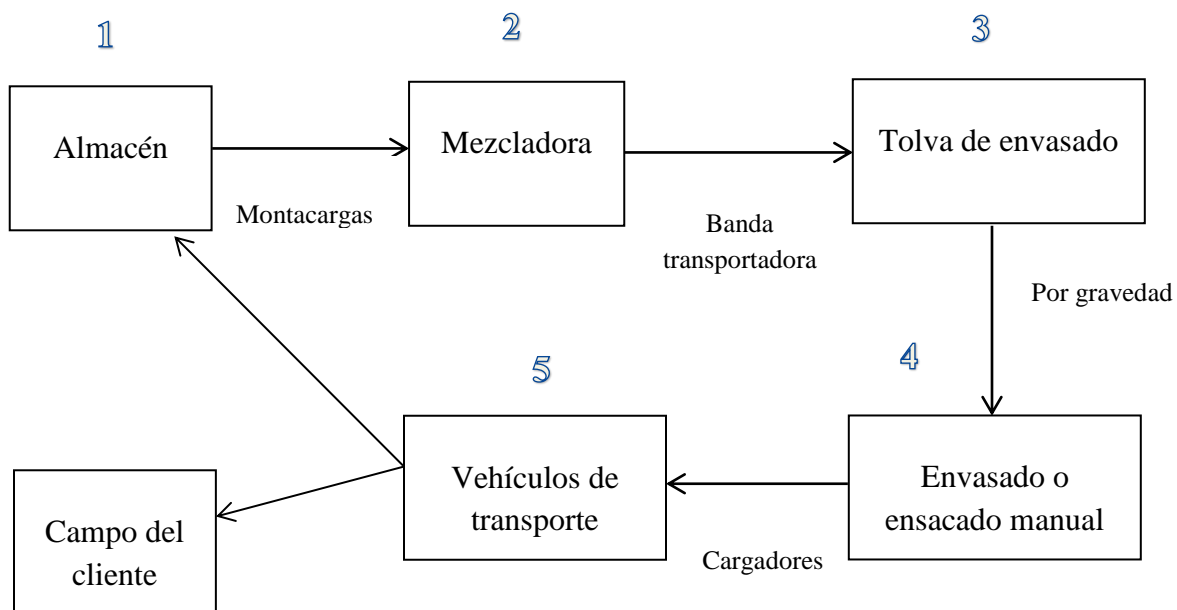 1
2
3
Almacén
Mezcladora
Tolva de envasado
Montacargas
Banda
transportadora
Por gravedad
4
5
Envasado o
ensacado manual
Vehículos de
transporte
Cargadores
Campo del
cliente